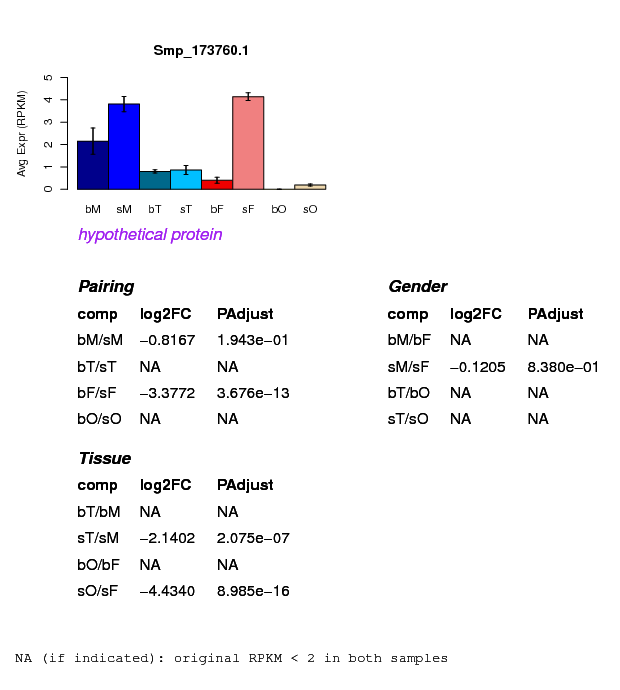 Smp_173760.1
Avg Expr (RPKM)
5
4
3
2
1
0
bM sM bT sT bF sF bO sO
hypothetical protein
Pairing
comp log2FC PAdjust
bM/sM −0.8167 1.943e−01
bT/sT NA NA
bF/sF −3.3772 3.676e−13
bO/sO NA NA
Gender
comp log2FC PAdjust
bM/bF NA NA
sM/sF −0.1205 8.380e−01
bT/bO NA NA
sT/sO NA NA
Tissue
comp log2FC PAdjust
bT/bM NA NA
sT/sM −2.1402 2.075e−07
bO/bF NA NA
sO/sF −4.4340 8.985e−16
NA (if indicated): original RPKM < 2 in both samples